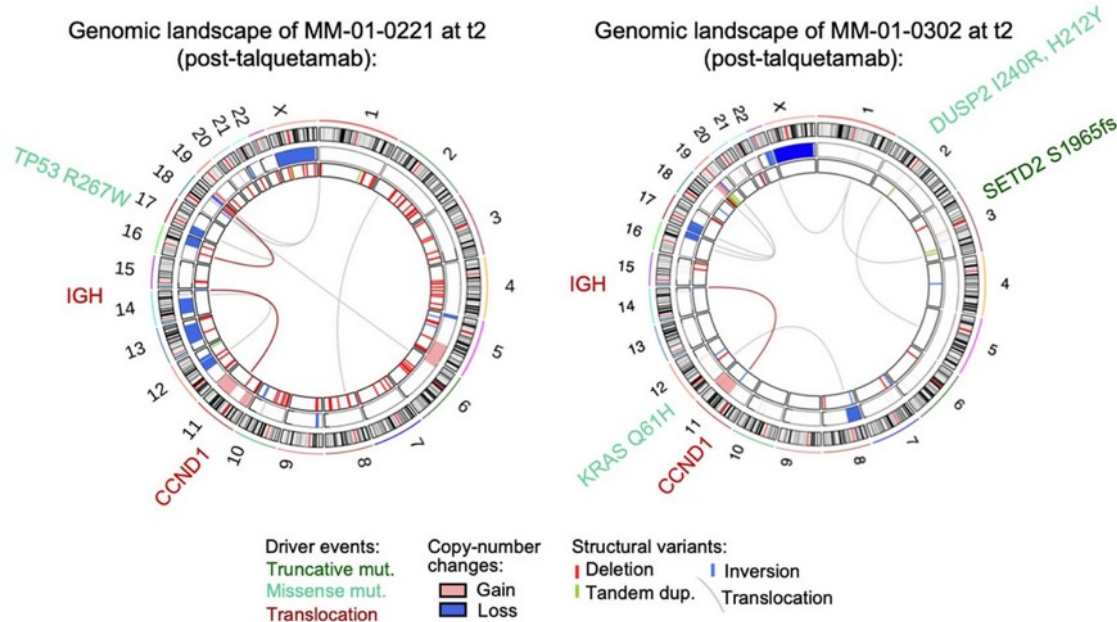 Genomic landscape of MM-01-0221 at t2
(post-talquetamab):
TP53 R267W
IGH
CCND1
1
2
3
4
5
6
7
8
9
10
11
12
13
14
15
16
17
18
19
20
21
22
X
Genomic landscape of MM-01-0302 at t2
(post-talquetamab):
DUSP2 I240R, H212Y
SETD2 S1965fs
IGH
KRAS Q61H
CCND1
1
2
3
4
5
6
7
8
9
10
11
12
13
14
15
16
17
18
19
20
21
22
X
Driver events:
Truncative mut.
Missense mut.
Translocation
Copy-number
changes:
Gain
Loss
Structural variants:
Deletion
Tandem dup.
Inversion
Translocation